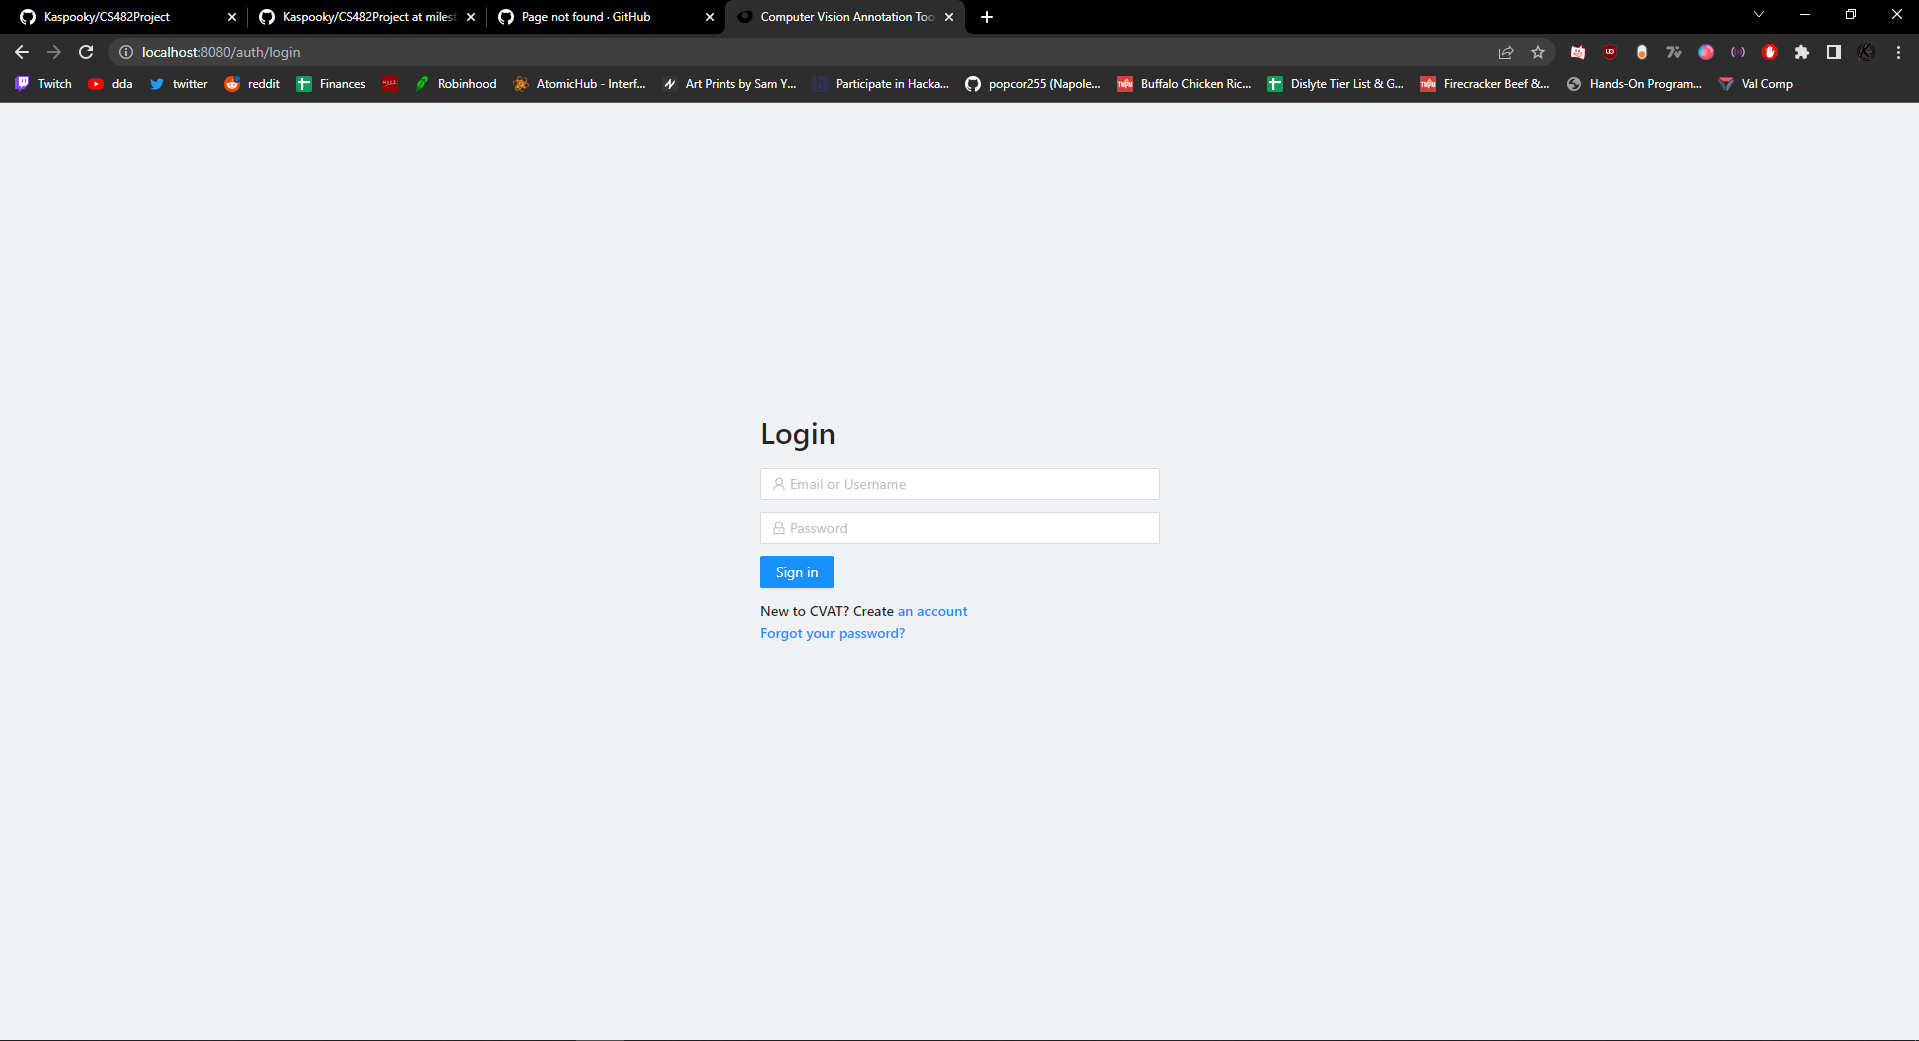 Kaspooky/CS482Project
Kaspooky/CS482Project at milest
Page not found · GitHub
Computer Vision Annotation Too
localhost:8080/auth/login
Twitch
dda
twitter
reddit
Finances
Robinhood
AtomicHub - Interf...
Art Prints by Sam Y...
Participate in Hacka...
popcor255 (Napole...
Buffalo Chicken Ric...
Dislyte Tier List & G...
Firecracker Beef &...
Hands-On Program...
Val Comp
Login
Email or Username
Password
Sign in
New to CVAT? Create an account
Forgot your password?